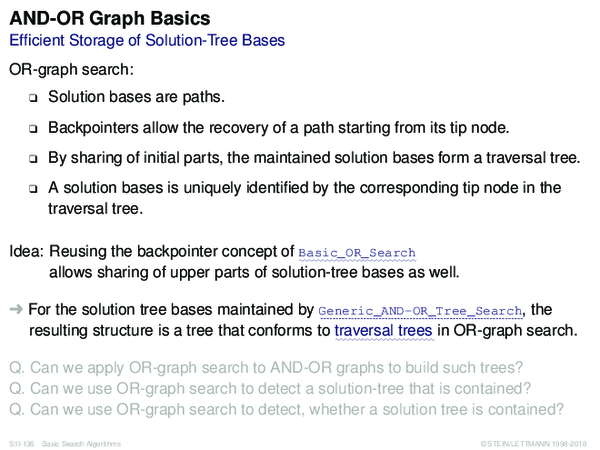 AND-OR Graph Basics
Efficient Storage of Solution-Tree Bases
OR-graph search:
❑ Solution bases are paths.
❑ Backpointers allow the recovery of a path starting from its tip node.
❑ By sharing of initial parts, the maintained solution bases form a traversal tree.
❑ A solution bases is uniquely identified by the corresponding tip node in the
traversal tree.
Idea: Reusing the backpointer concept of Basic_OR_Search
allows sharing of upper parts of solution-tree bases as well.
➜ For the solution tree bases maintained by Generic_AND-OR_Tree_Search, the
resulting structure is a tree that conforms to traversal trees in OR-graph search.
Q. Can we apply OR-graph search to AND-OR graphs to build such trees?
Q. Can we use OR-graph search to detect a solution-tree that is contained?
Q. Can we use OR-graph search to detect, whether a solution tree is contained?
S:II-136 Basic Search Algorithms © STEIN/LETTMANN 1998-2018